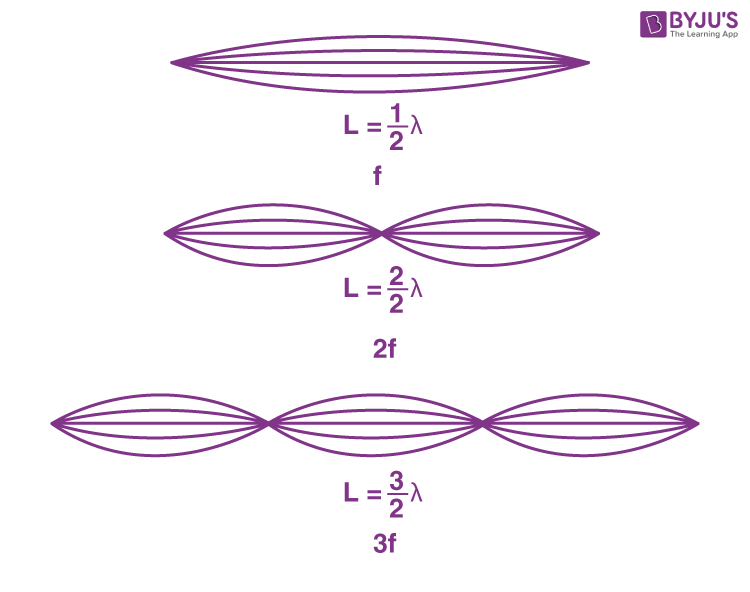 BYJU'S
The Learning App
L = 1/2 λ
f
L = 2/2 λ
2f
L = 3/2 λ
3f